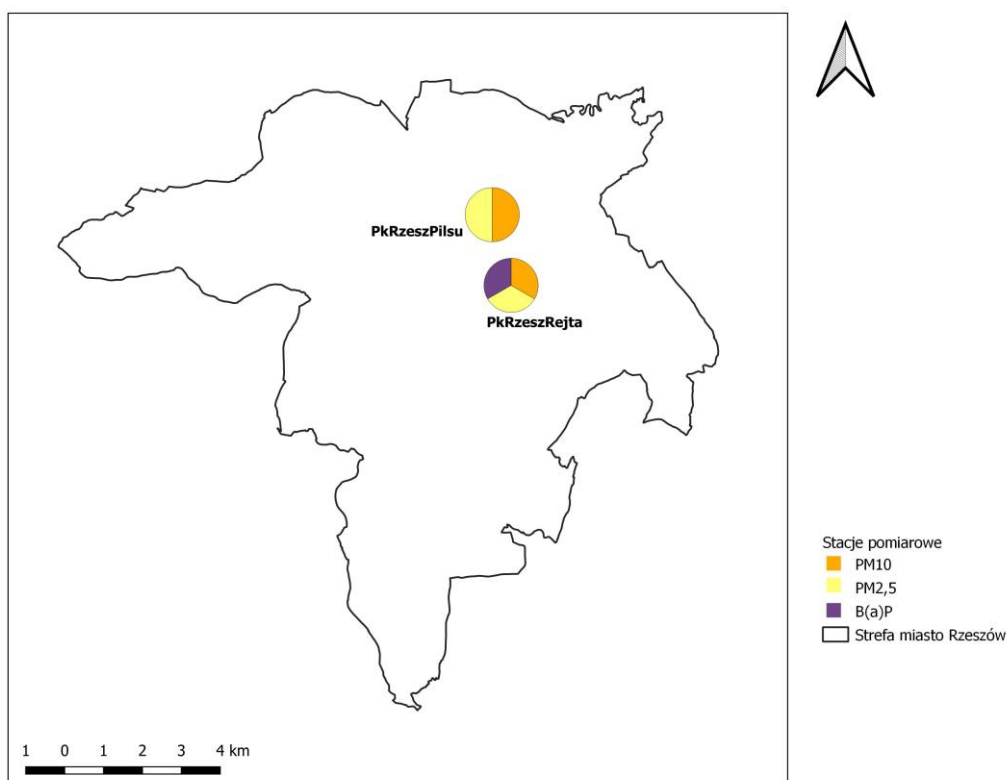 PkRzeszPilsu
PkRzeszRejta
Stacje pomiarowe
PM10
PM2,5
B(a)P
Strefa miasto Rzeszów
1 0 1 2 3 4 km